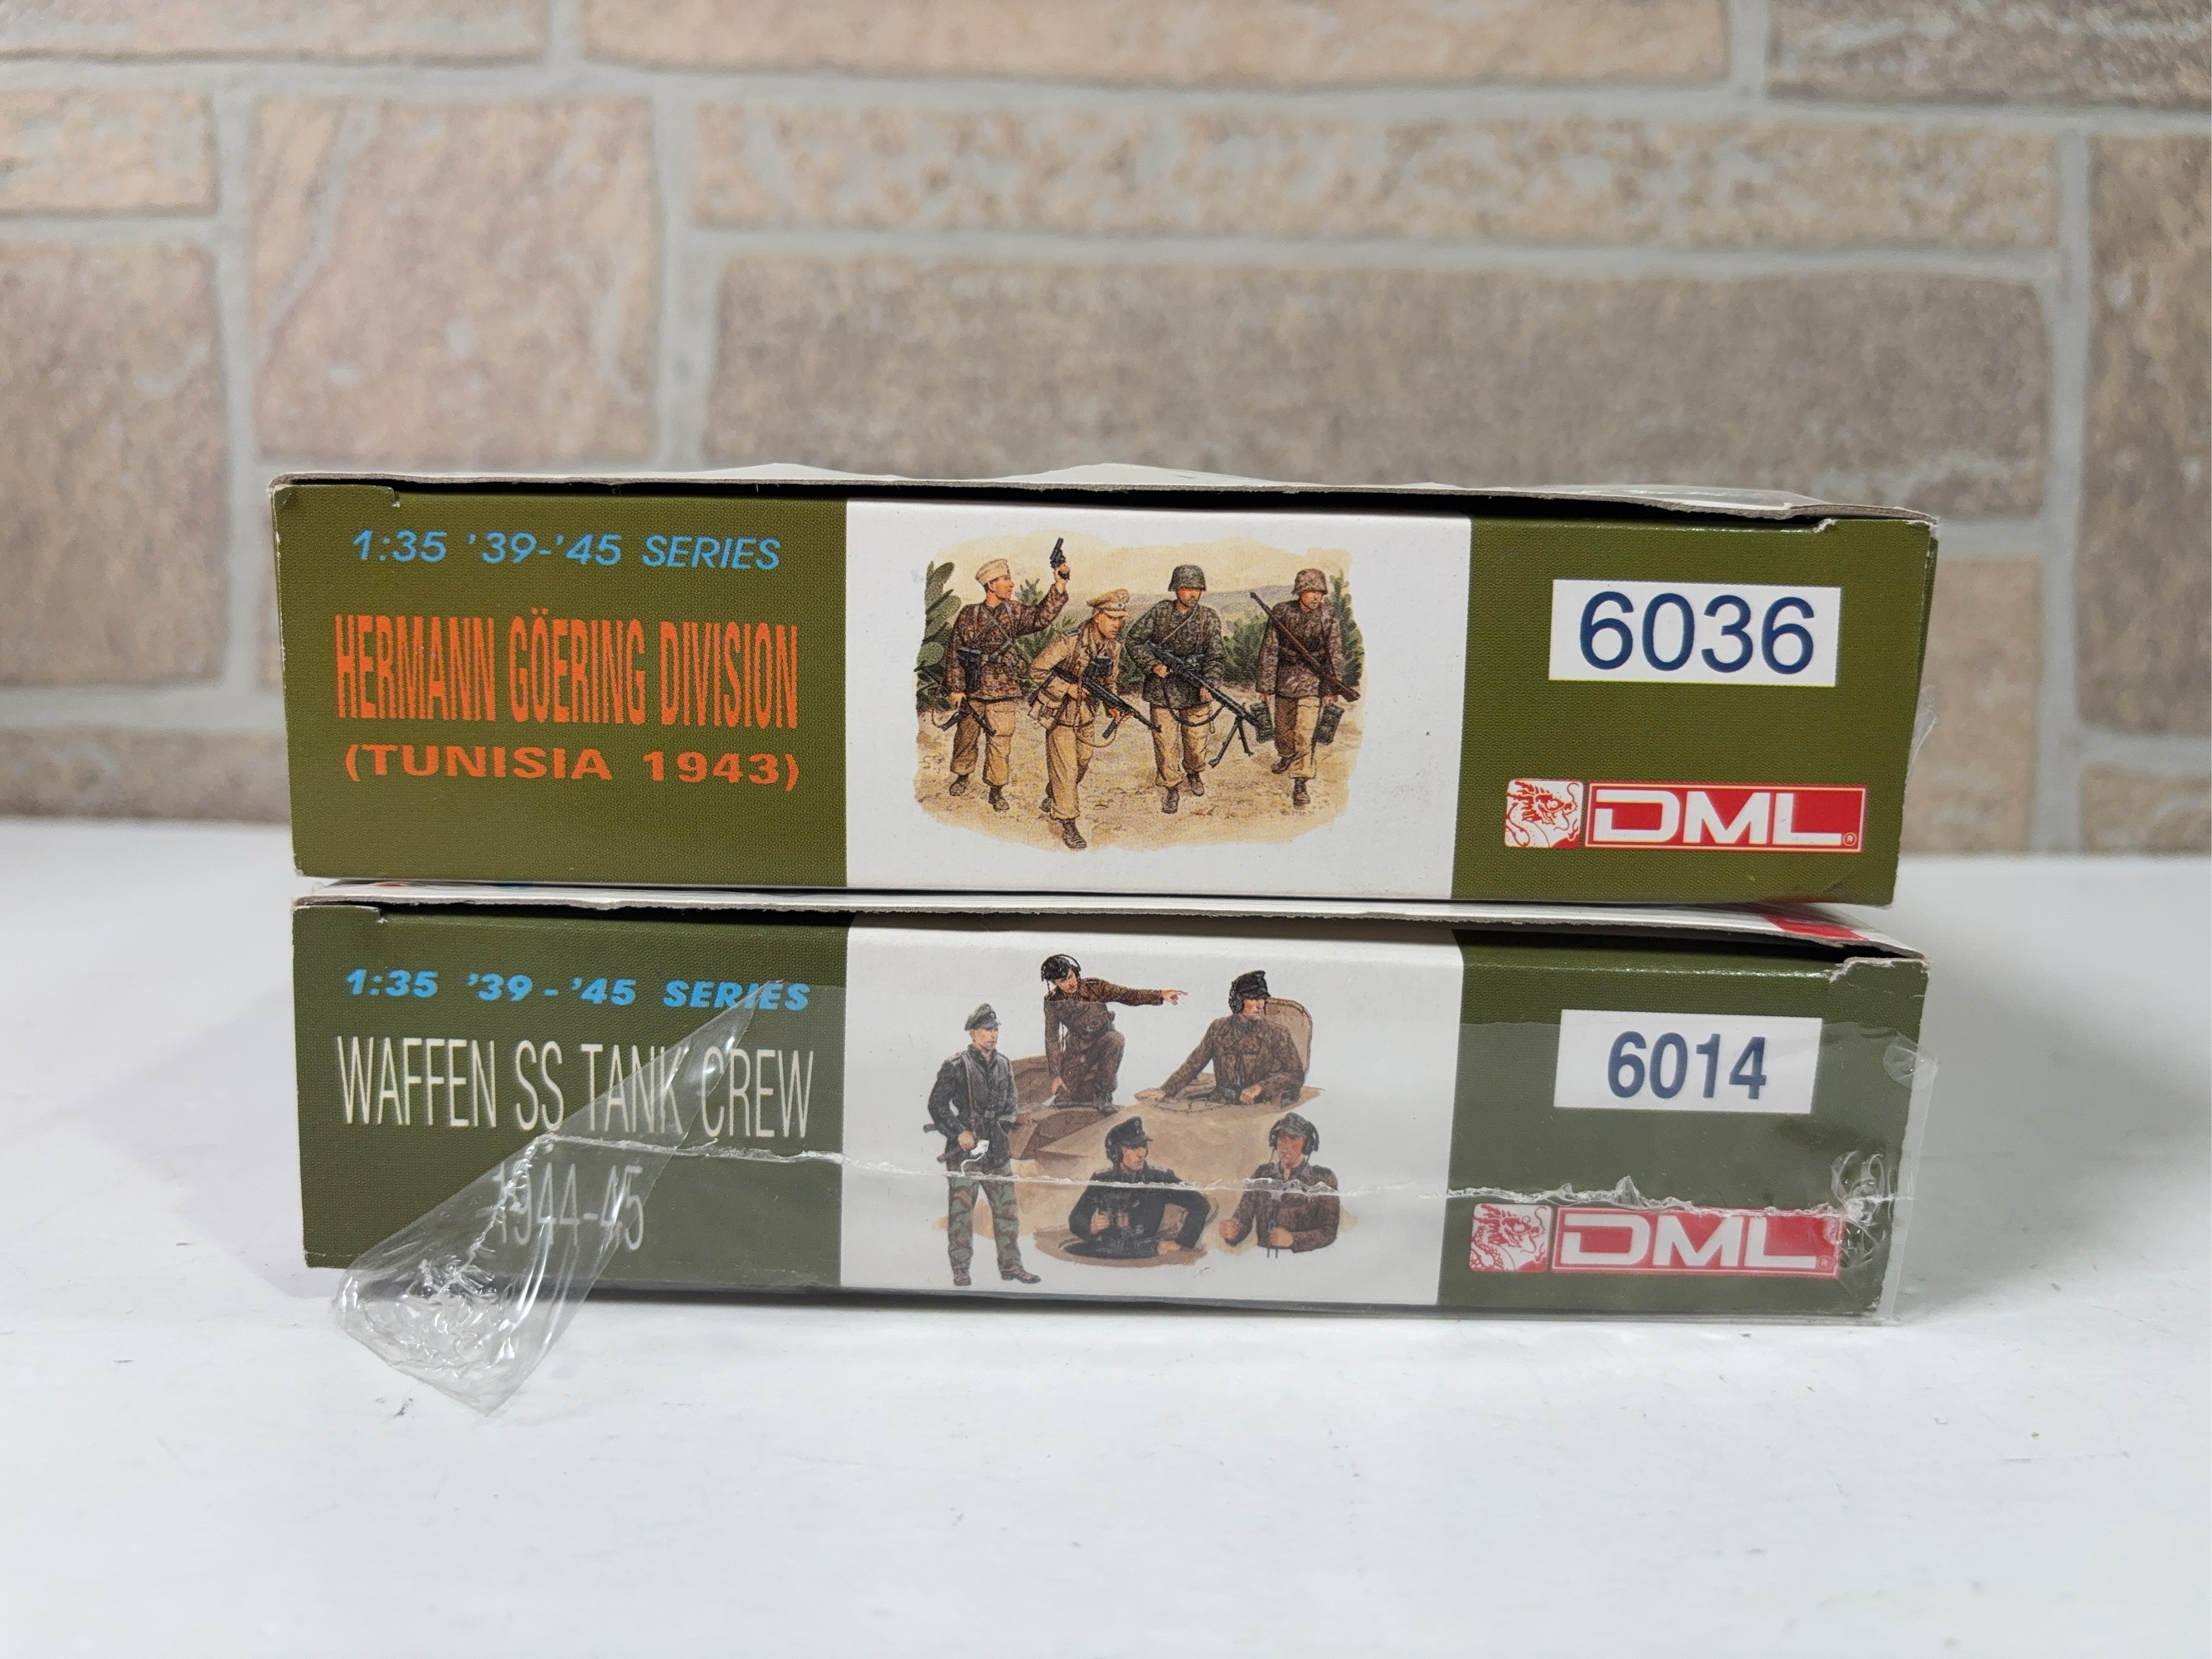 1:35 '39-'45 SERIES
HERMANN GÖERING DIVISION
(TUNISIA 1943)
6036
DML®
1:35 '39-'45 SERIES
WAFFEN SS TANK CREW
1944-45
6014
DML®